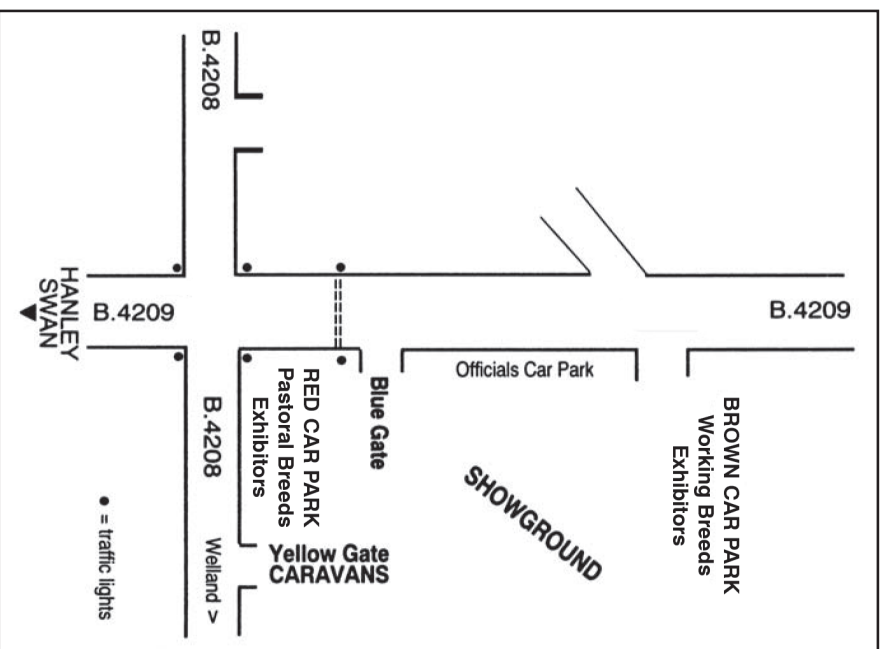 B.4208
HANLEY
SWAN
B.4209
B.4209
Officials Car Park
Blue Gate
RED CAR PARK
Pastoral Breeds
Exhibitors
BROWN CAR PARK
Working Breeds
Exhibitors
B.4208
SHOWGROUND
Yellow Gate
CARAVANS
Welland >
= traffic lights